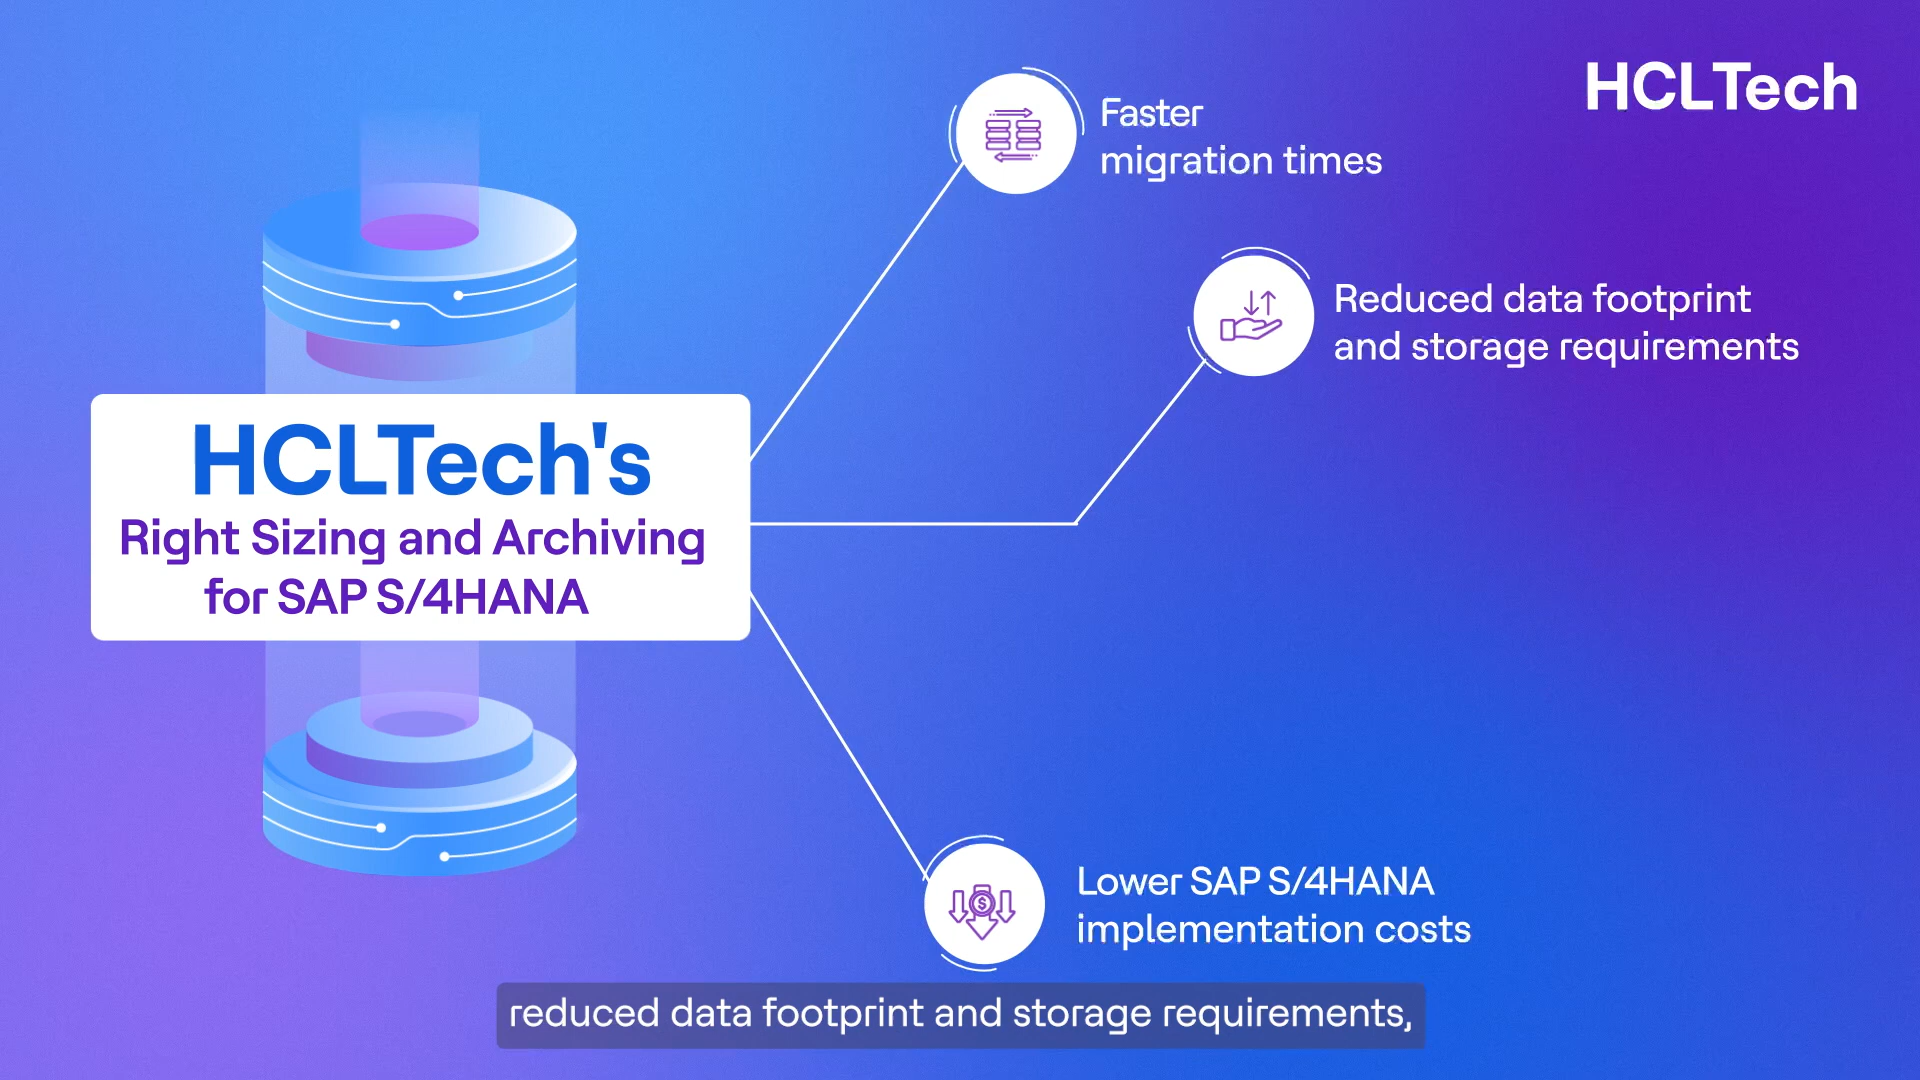 HCLTech
Faster
migration times
Reduced data footprint
and storage requirements
HCLTech's
Right Sizing and Archiving
for SAP S/4HANA
$
Lower SAP S/4HANA
implementation costs
reduced data footprint and storage requirements,